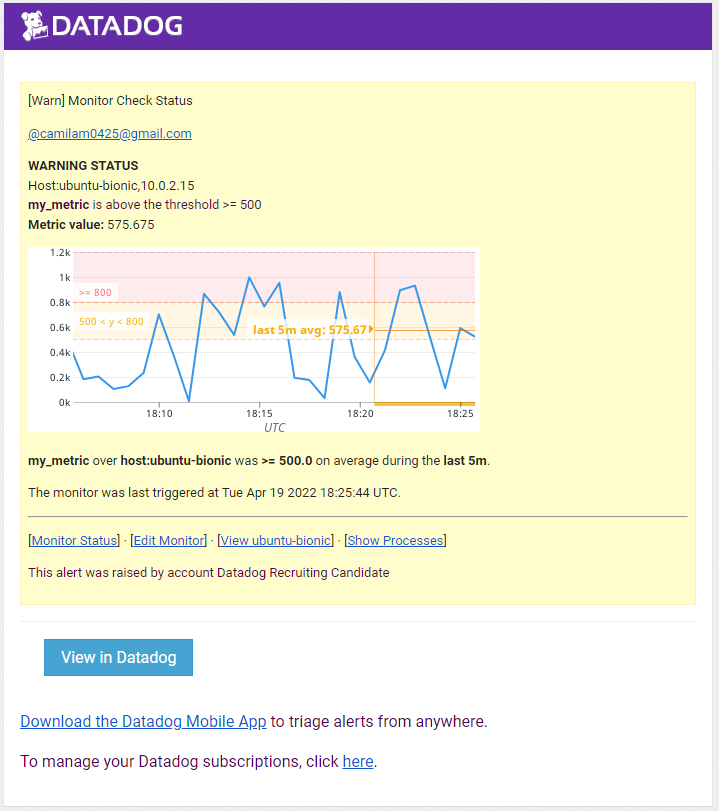 DATADOG
[Warn] Monitor Check Status
@camilam0425@gmail.com
WARNING STATUS
Host:ubuntu-bionic,10.0.2.15
my_metric is above the threshold >= 500
Metric value: 575.675
1.2k
1k
>= 800
0.8k
500 < y < 800
0.6k
last 5m avg: 575.67
0.4k
0.2k
0k
18:10 18:15 18:20 18:25
UTC
my_metric over host:ubuntu-bionic was >= 500.0 on average during the last 5m.
The monitor was last triggered at Tue Apr 19 2022 18:25:44 UTC.
[Monitor Status] · [Edit Monitor] · [View ubuntu-bionic] · [Show Processes]
This alert was raised by account Datadog Recruiting Candidate
View in Datadog
Download the Datadog Mobile App to triage alerts from anywhere.
To manage your Datadog subscriptions, click here.